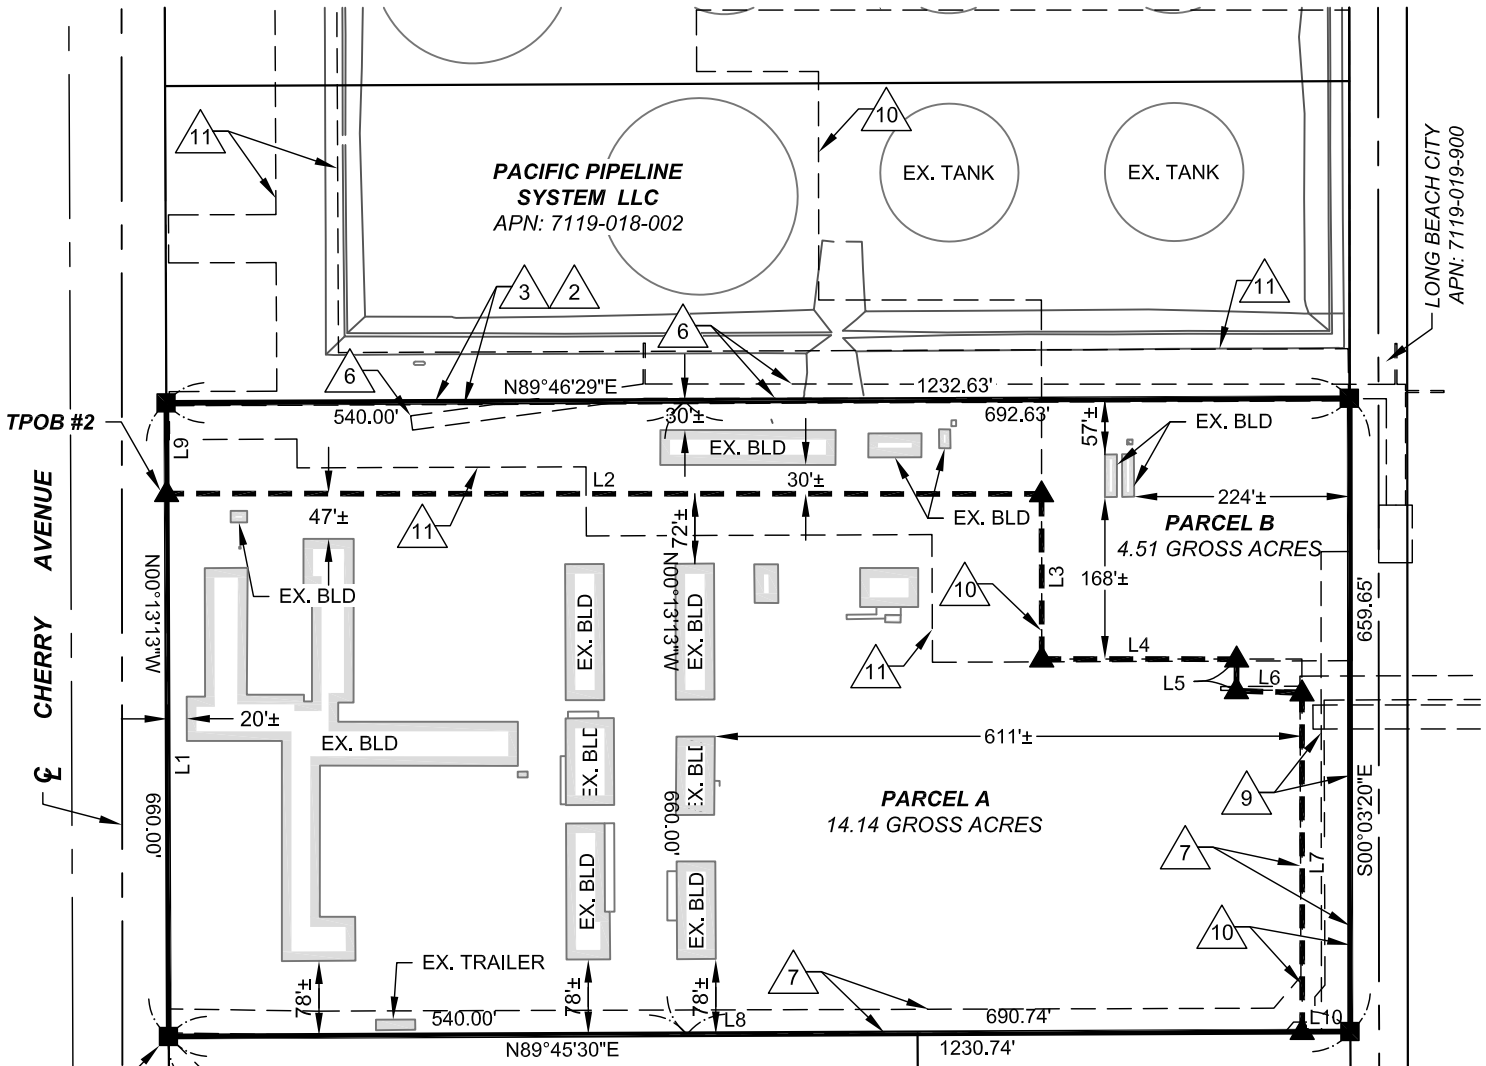 11
10
PACIFIC PIPELINE
SYSTEM LLC
APN: 7119-018-002
EX. TANK
EX. TANK
LONG BEACH CITY
APN: 7119-019-900
3
2
11
6
6
N89°46'29"E
1232.63'
TPOB #2
540.00'
30'±
692.63'
57'±
EX. BLD
L9
EX. BLD
L2
30'±
224'±
47'±
11
72'±
EX. BLD
PARCEL B
4.51 GROSS ACRES
CHERRY AVENUE
N00°13'13"W
EX. BLD
EX. BLD
N00°13'13"W
EX. BLD
10
L3
168'±
659.65'
11
L4
L5
L6
20'±
EX. BLD
EX. BLD
EX. BLD
611'±
L1
660.00'
660.00'
PARCEL A
14.14 GROSS ACRES
9
S00°03'20"E
7
L7
EX. BLD
EX. BLD
10
EX. TRAILER
7
78'±
78'±
78'±
540.00'
L8
690.74'
L10
N89°45'30"E
1230.74'